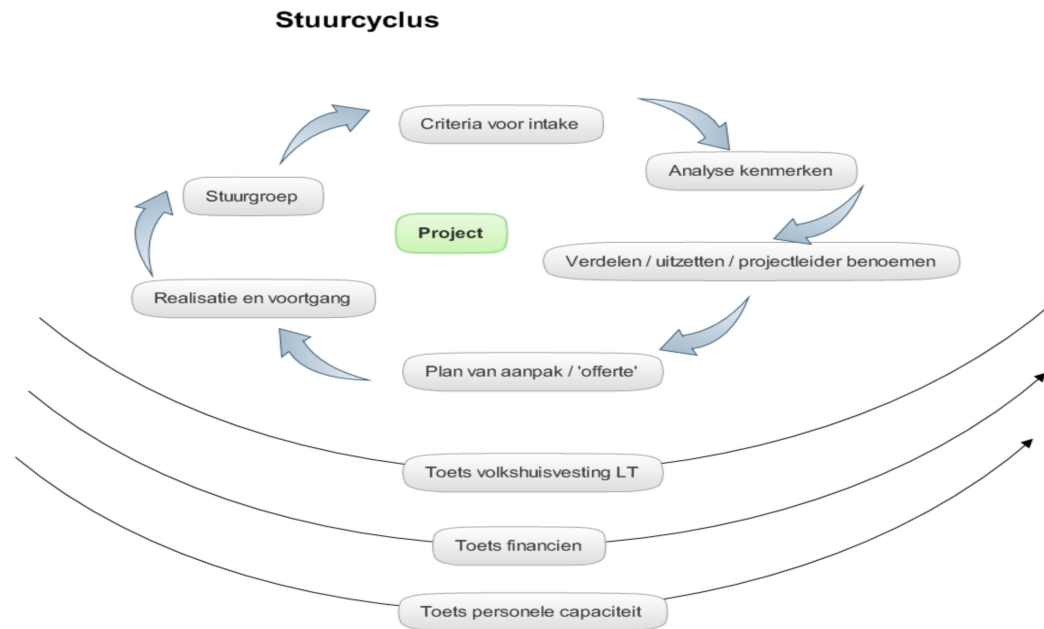 Stuurcyclus
Criteria voor intake
Analyse kenmerken
Stuurgroep
Project
Verdelen / uitzetten / projectleider benoemen
Realisatie en voortgang
Plan van aanpak / 'offerte'
Toets volkshuisvesting LT
Toets financien
Toets personele capaciteit